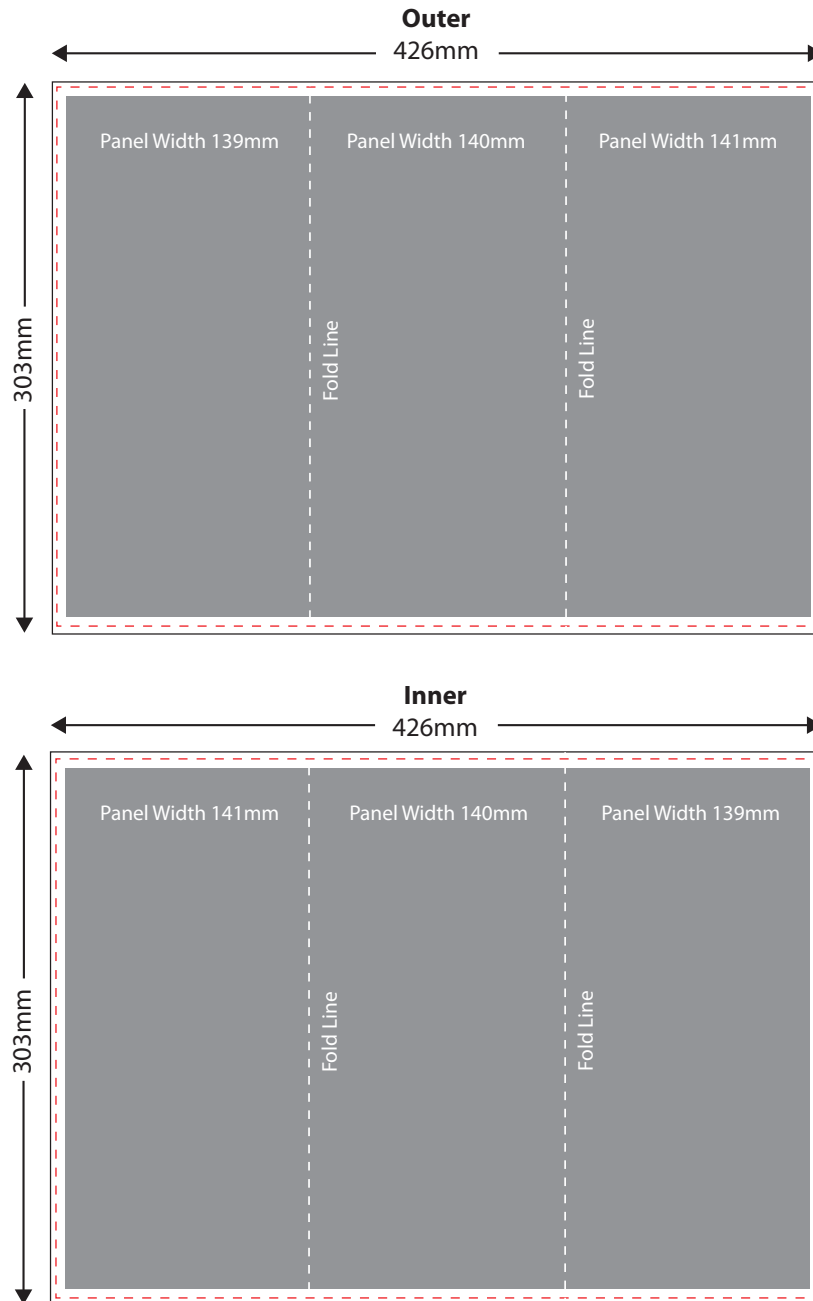 Outer
426mm
Panel Width 139mm
Panel Width 140mm
Panel Width 141mm
303mm
Fold Line
Fold Line
Inner
426mm
Panel Width 141mm
Panel Width 140mm
Panel Width 139mm
303mm
Fold Line
Fold Line